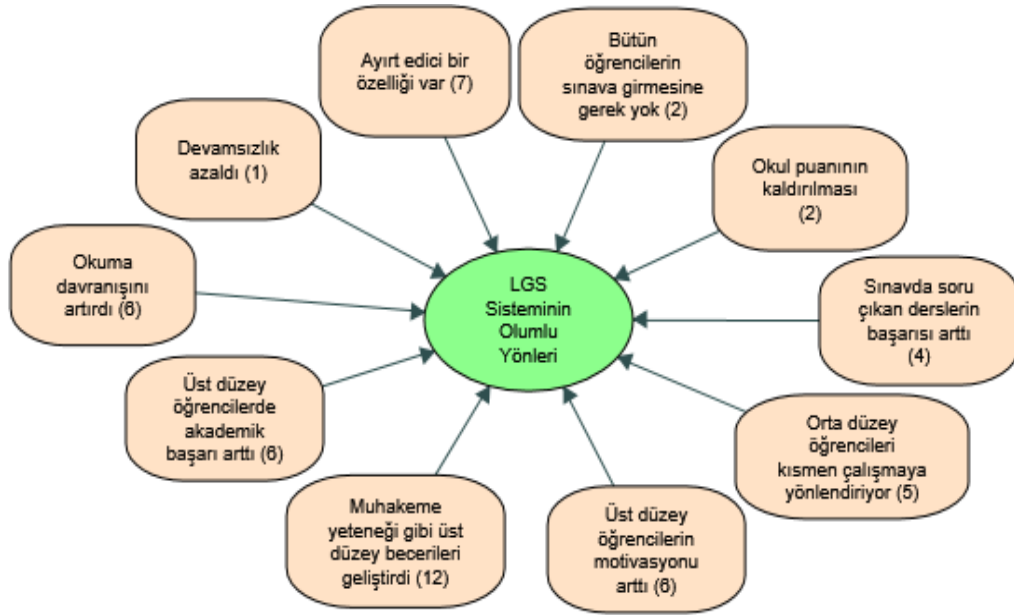 Ayırt edici bir
özelliği var (7)
Bütün
öğrencilerin
sınava girmesine
gerek yok (2)
Devamsızlık
azaldı (1)
Okul puanının
kaldırılması
(2)
Okuma
davranışını
artırdı (6)
LGS
Sisteminin
Olumlu
Yönleri
Sınavda soru
çıkan derslerin
başarısı arttı
(4)
Üst düzey
öğrencilerde
akademik
başarı arttı (6)
Orta düzey
öğrencileri
kısmen çalışmaya
yönlendiriyor (5)
Muhakeme
yeteneği gibi üst
düzey becerileri
geliştirdi (12)
Üst düzey
öğrencilerin
motivasyonu
arttı (6)